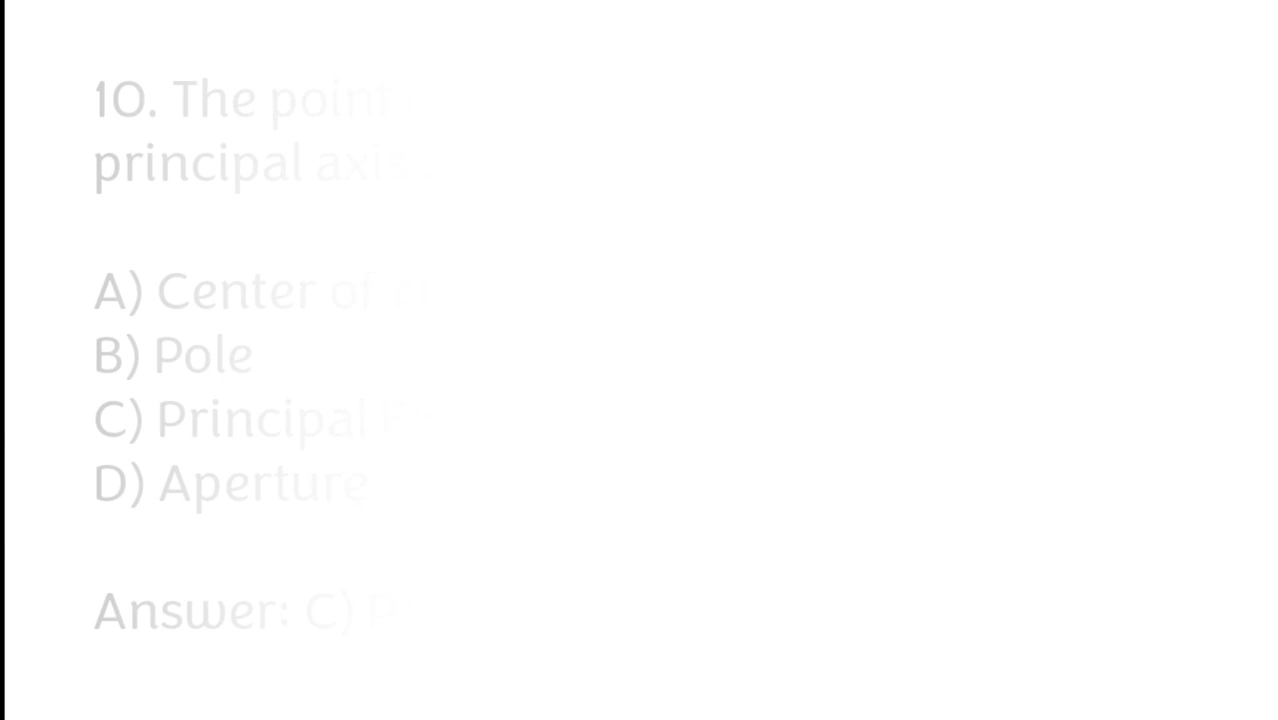 10. The point
principal axis
A) Center of
B) Pole
C) Principal
D) Aperture
Answer: C)